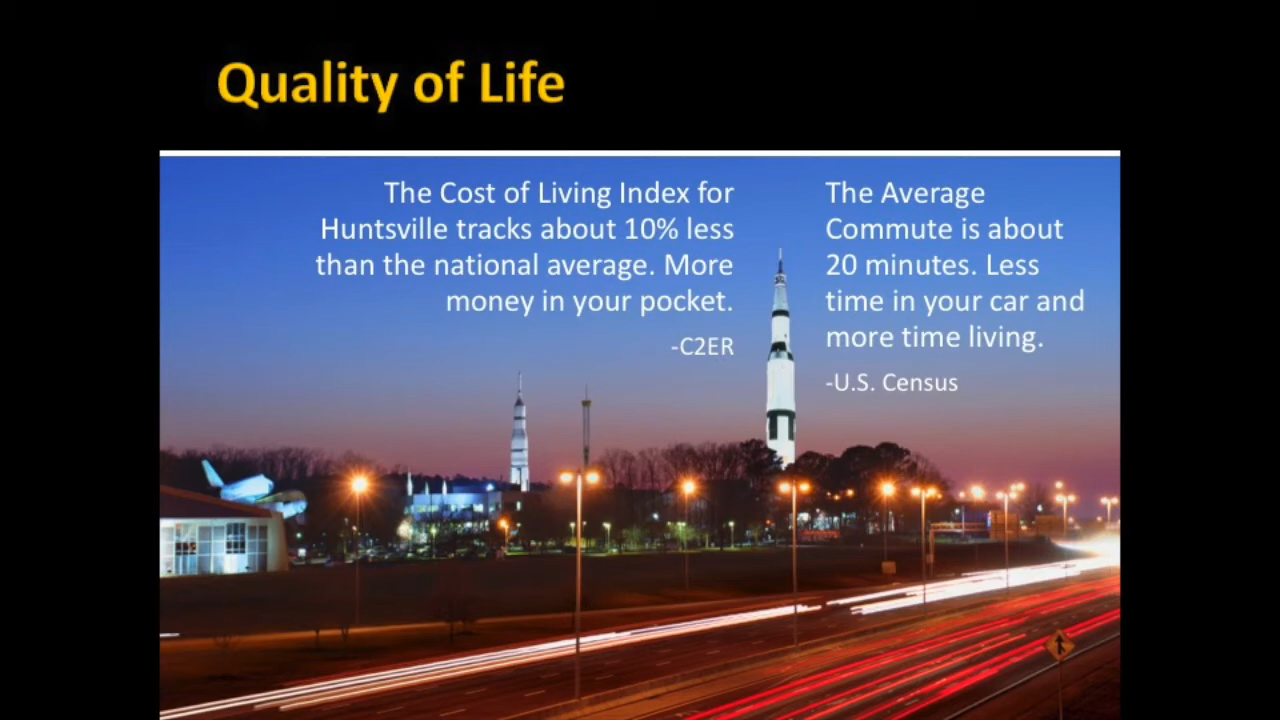 Quality of Life
The Cost of Living Index for
Huntsville tracks about 10% less
than the national average. More
money in your pocket.
-C2ER
The Average
Commute is about
20 minutes. Less
time in your car and
more time living.
-U.S. Census